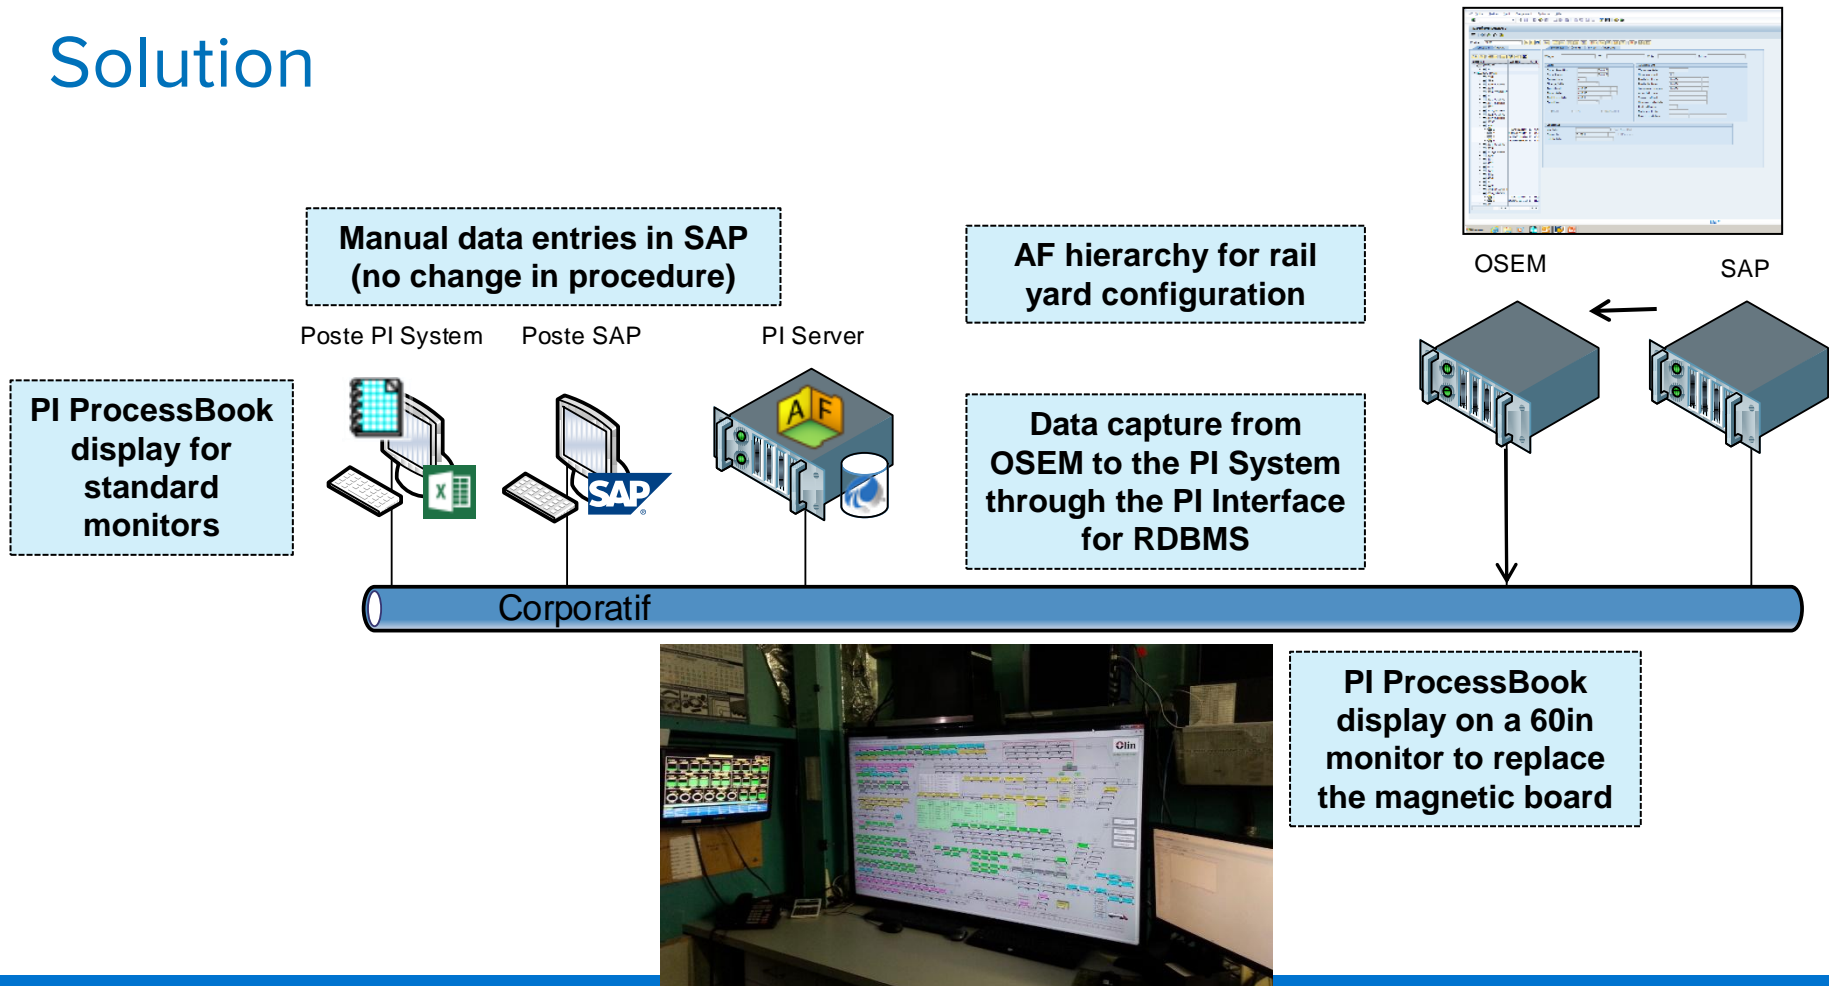 Solution
Manual data entries in SAP
(no change in procedure)
AF hierarchy for rail
yard configuration
OSEM
SAP
Poste PI System
Poste SAP
PI Server
PI ProcessBook
display for
standard
monitors
AF
X
SAP
Data capture from
OSEM to the PI System
through the PI Interface
for RDBMS
Corporatif
Olin
PI ProcessBook
display on a 60in
monitor to replace
the magnetic board